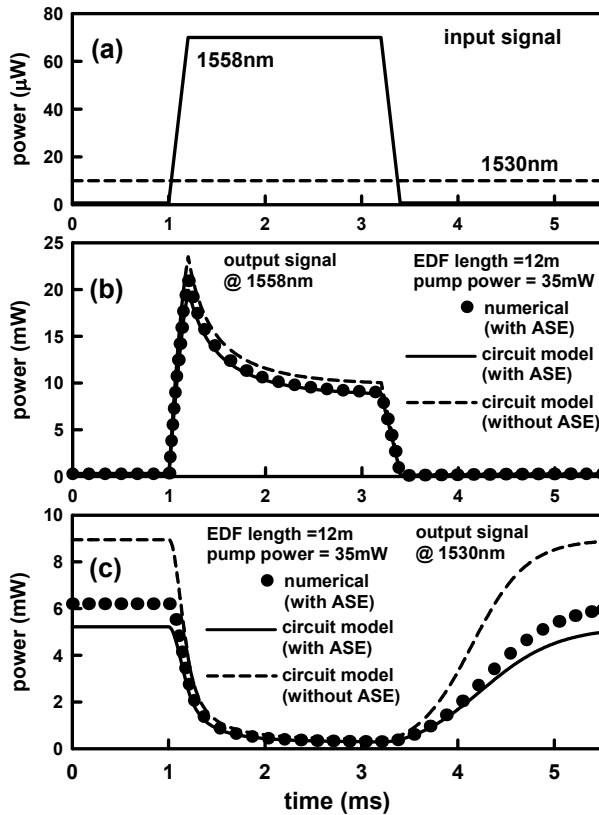 80
60
40
20
0
power (μW)
(a)
input signal
1558nm
1530nm
0 1 2 3 4 5
25
20
15
10
5
0
power (mW)
(b)
output signal
@ 1558nm
EDF length =12m
pump power = 35mW
numerical
(with ASE)
circuit model
(with ASE)
circuit model
(without ASE)
0 1 2 3 4 5
10
8
6
4
2
0
power (mW)
(c)
EDF length =12m
pump power = 35mW
numerical
(with ASE)
circuit model
(with ASE)
circuit model
(without ASE)
output signal
@ 1530nm
0 1 2 3 4 5
time (ms)